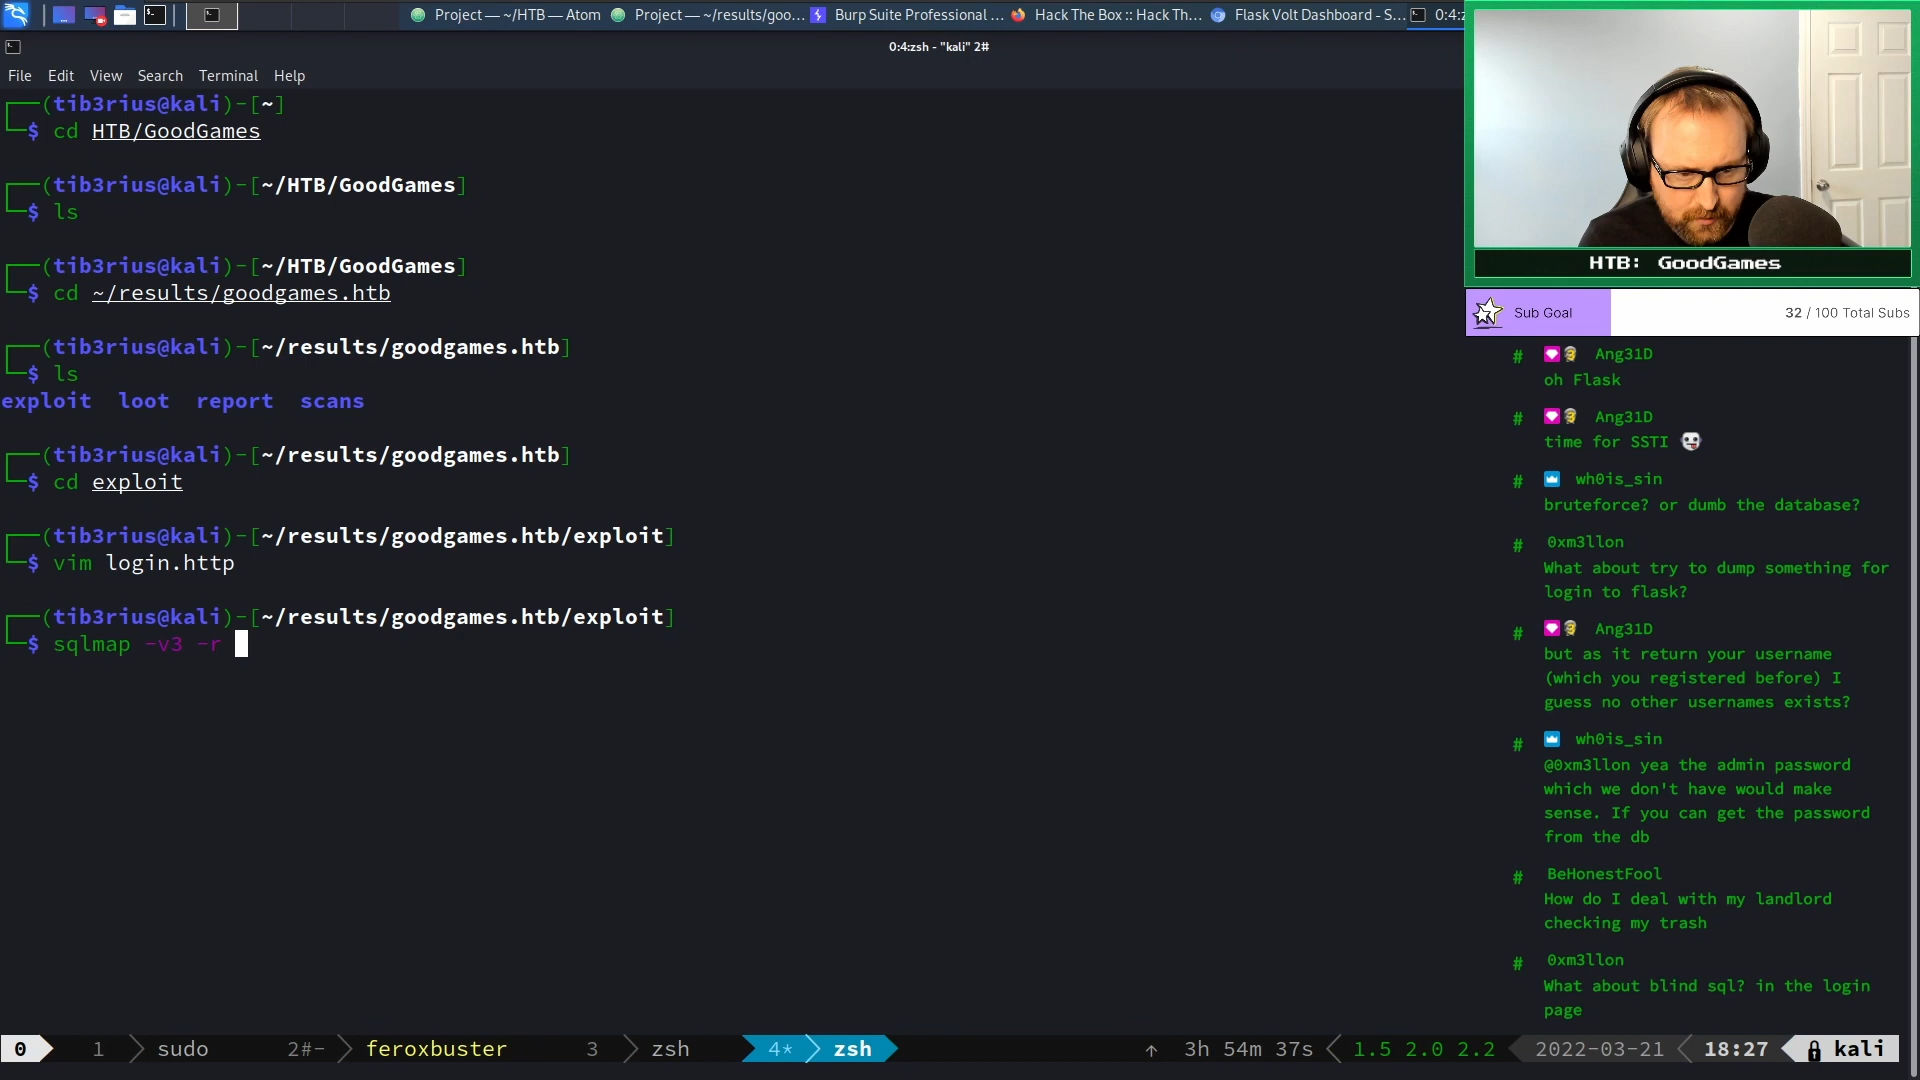 Project — ~/HTB — Atom
Project — ~/results/goo...
Burp Suite Professional ...
Hack The Box :: Hack Th...
Flask Volt Dashboard - S...
0:4:z
0:4:zsh - "kali" 2#
File Edit View Search Terminal Help
(tib3rius@kali)-[~]
$ cd HTB/GoodGames
(tib3rius@kali)-[~/HTB/GoodGames]
$ ls
(tib3rius@kali)-[~/HTB/GoodGames]
$ cd ~/results/goodgames.htb
(tib3rius@kali)-[~/results/goodgames.htb]
$ ls
exploit loot report scans
(tib3rius@kali)-[~/results/goodgames.htb]
$ cd exploit
(tib3rius@kali)-[~/results/goodgames.htb/exploit]
$ vim login.http
(tib3rius@kali)-[~/results/goodgames.htb/exploit]
$ sqlmap -v3 -r
HTB: GoodGames
Sub Goal
32 / 100 Total Subs
# Ang31D
oh Flask
# Ang31D
time for SSTI
# wh0is_sin
bruteforce? or dumb the database?
# 0xm3llon
What about try to dump something for
login to flask?
# Ang31D
but as it return your username
(which you registered before) I
guess no other usernames exists?
# wh0is_sin
@0xm3llon yea the admin password
which we don't have would make
sense. If you can get the password
from the db
# BeHonestFool
How do I deal with my landlord
checking my trash
# 0xm3llon
What about blind sql? in the login
page
0 1 sudo 2#- feroxbuster 3 zsh 4* zsh ↑ 3h 54m 37s 1.5 2.0 2.2 2022-03-21 18:27 kali